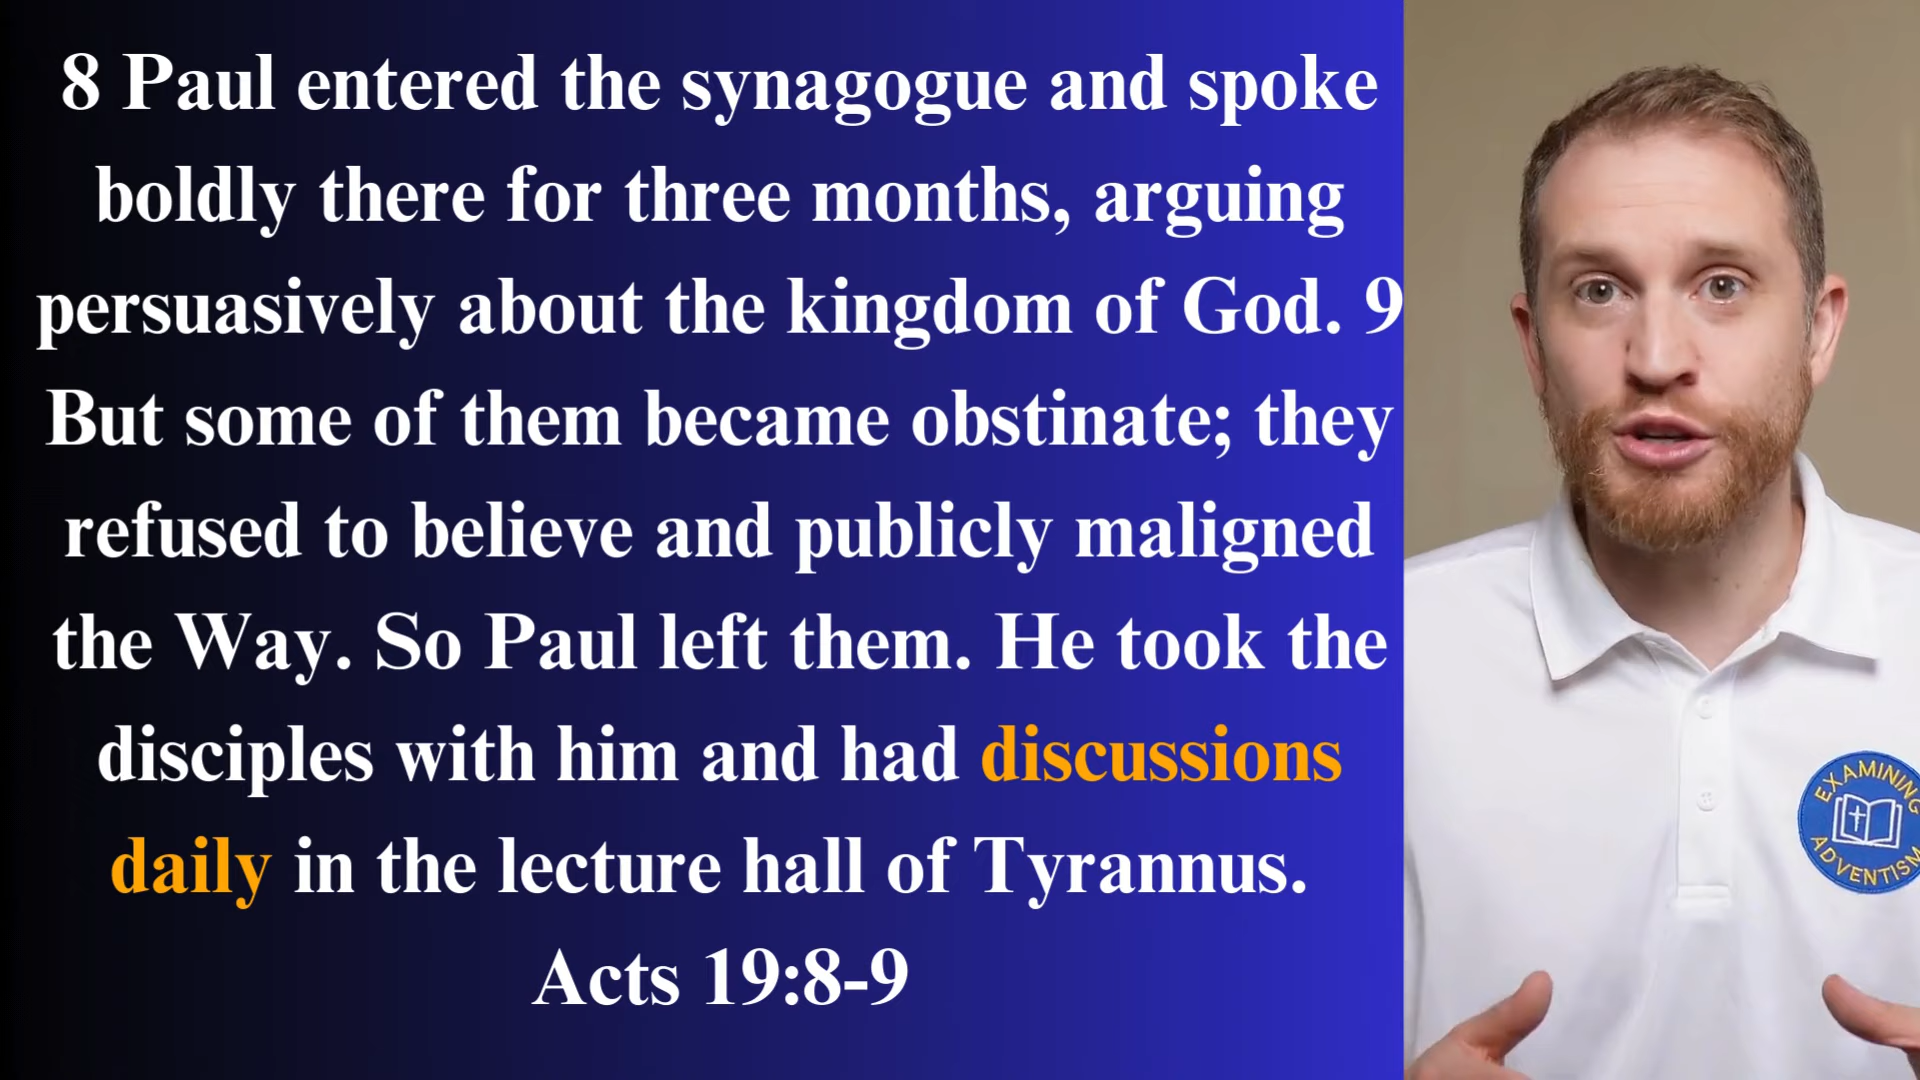 8 Paul entered the synagogue and spoke
boldly there for three months, arguing
persuasively about the kingdom of God. 9
But some of them became obstinate; they
refused to believe and publicly maligned
the Way. So Paul left them. He took the
disciples with him and had discussions
daily in the lecture hall of Tyrannus.
Acts 19:8-9
EXAMINING
ADVENTISM